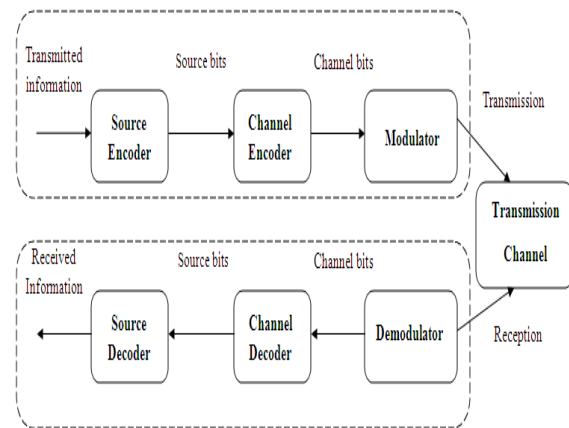 Transmitted
information
Source bits
Channel bits
Transmission
Source
Encoder
Channel
Encoder
Modulator
Transmission
Channel
Received
Information
Source bits
Channel bits
Source
Decoder
Channel
Decoder
Demodulator
Reception